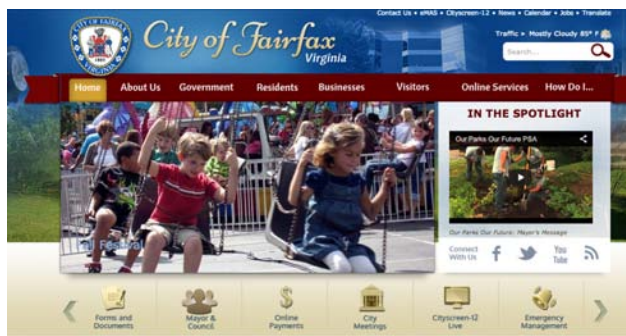 Contact Us • eMAS • Cityscreen-12 • News • Calender • Jobs • Translate
City of Fairfax
Virginia
Traffic • Mostly Cloudy 85° F
Search...
Home About Us Government Residents Businesses Visitors Online Services How Do I...
IN THE SPOTLIGHT
Our Parks Our Future PSA
Our Parks Our Future: Mayor's Message
Fall Festival
Connect
With Us
You
Tube
Forms and
Documents
Mayor &
Council
Online
Payments
City
Meetings
Cityscreen-12
Live
Emergency
Management